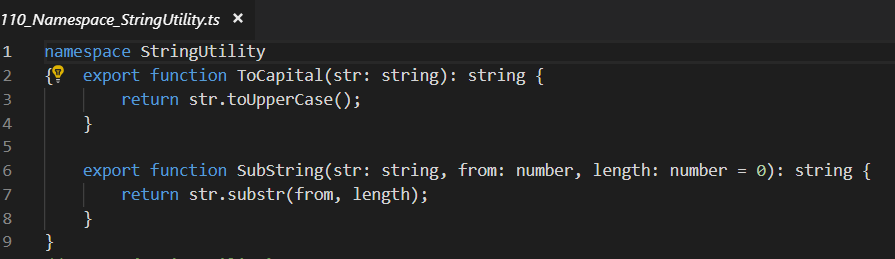 110_Namespace_StringUtility.ts ×
1 namespace StringUtility
2 {   export function ToCapital(str: string): string {
3         return str.toUpperCase();
4     }
5
6     export function SubString(str: string, from: number, length: number = 0): string {
7         return str.substr(from, length);
8     }
9 }